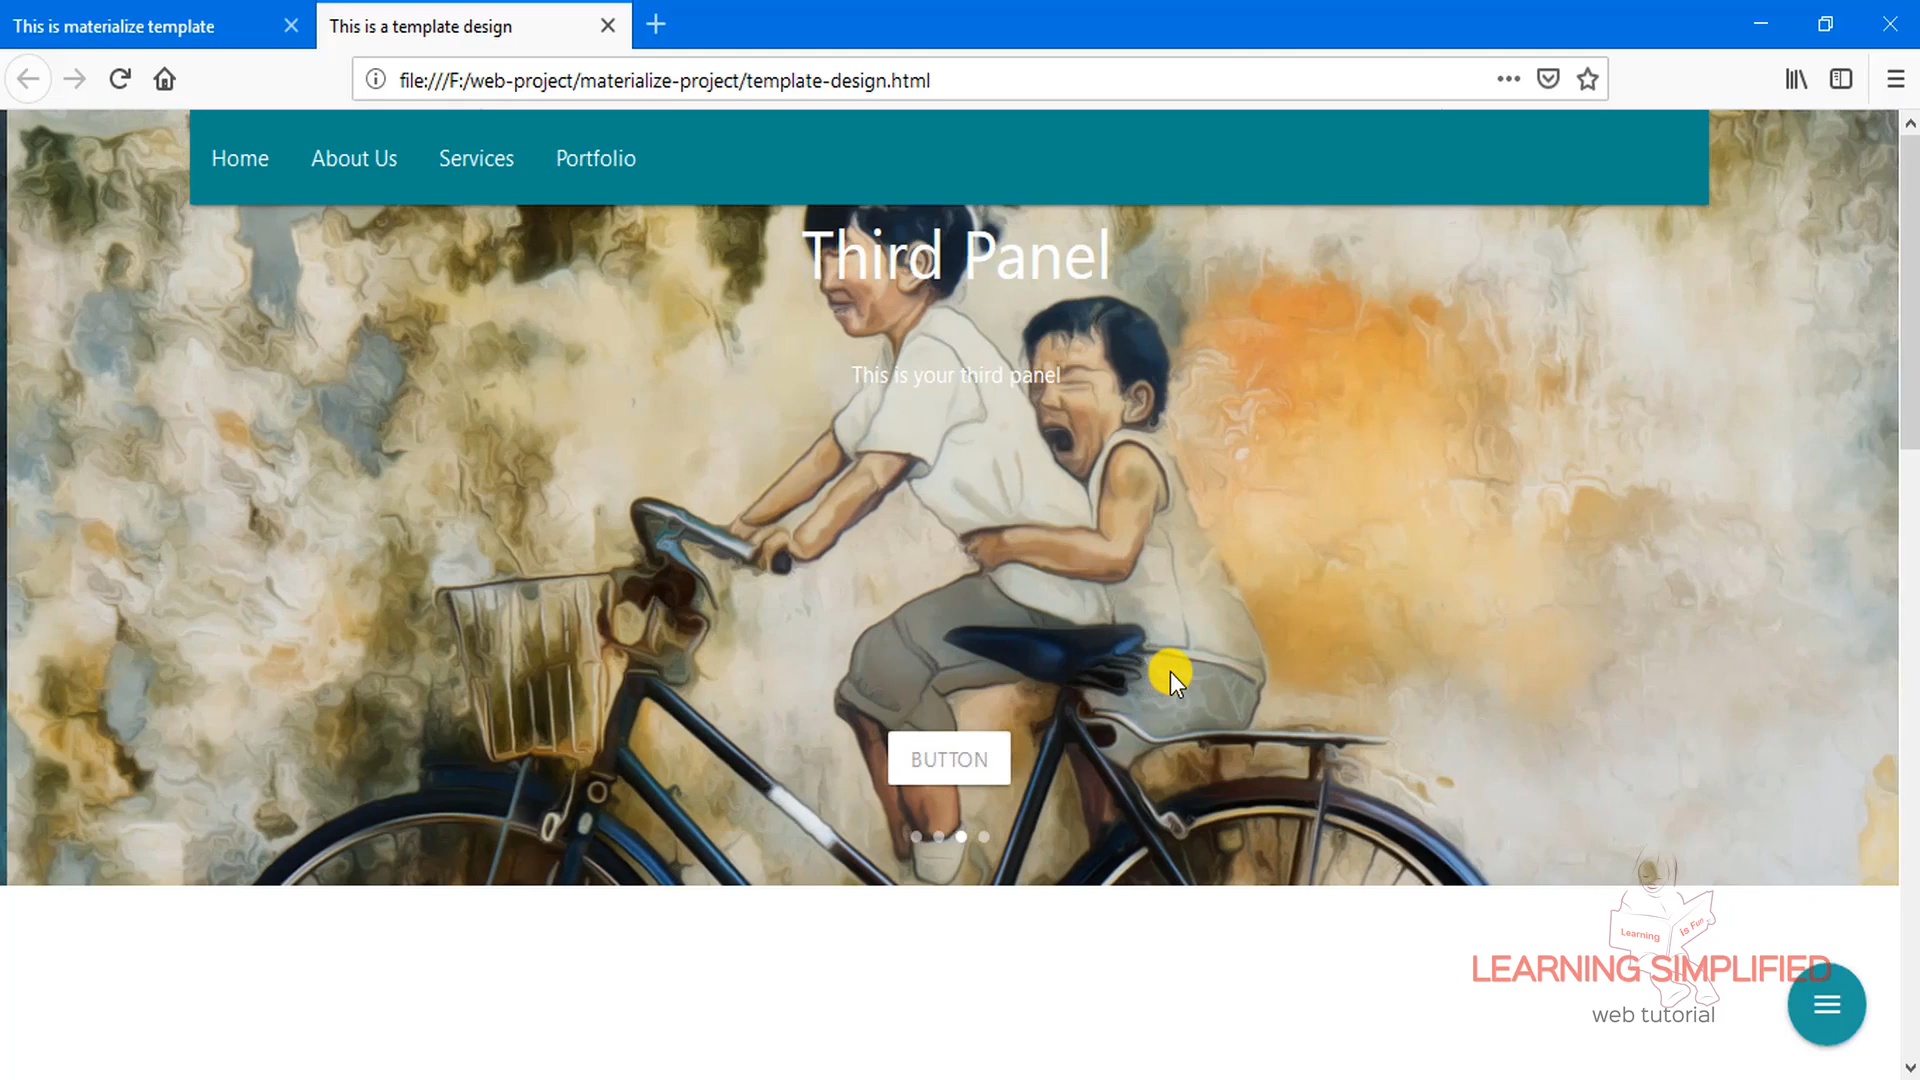 This is materialize template
This is a template design
file:///F:/web-project/materialize-project/template-design.html
Home About Us Services Portfolio
Third Panel
This is your third panel
BUTTON
Learning is Fun
LEARNING SIMPLIFIED
web tutorial